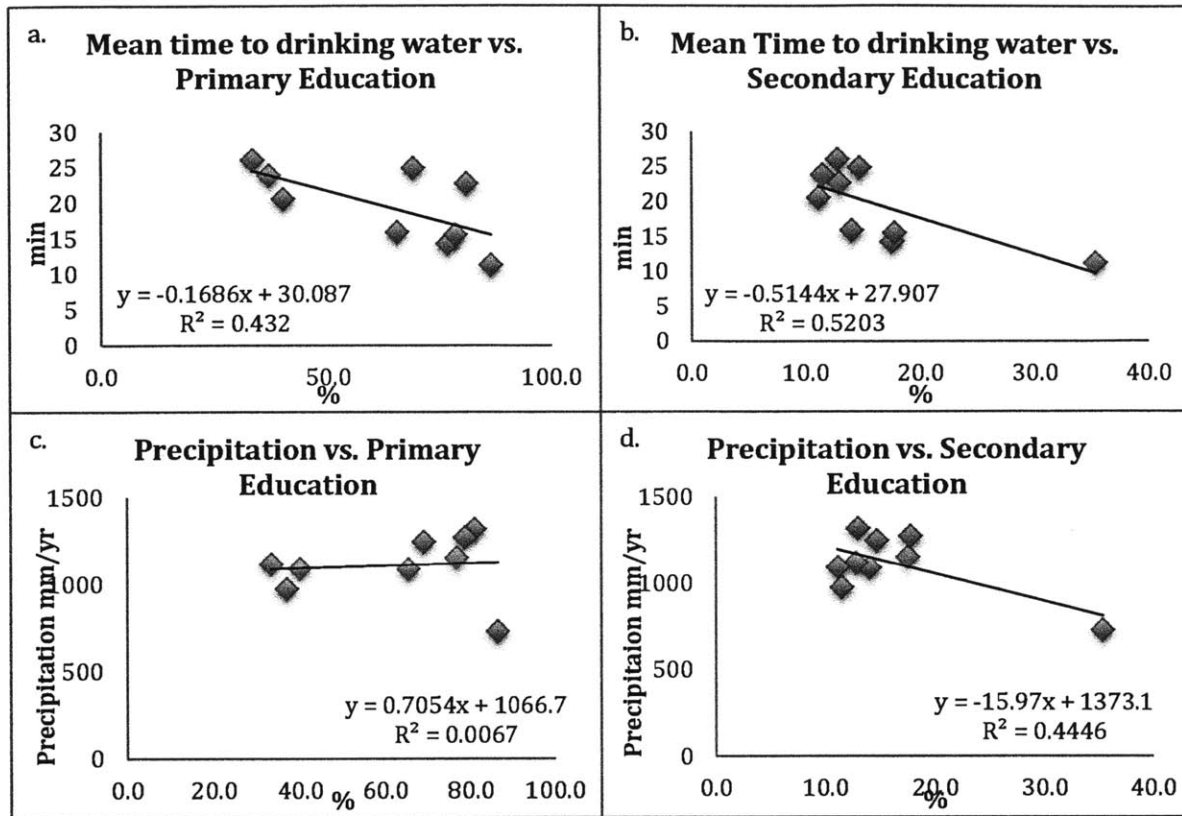 a.
Mean time to drinking water vs.
Primary Education
30
25
20
15
10
5
0
min
y = -0.1686x + 30.087
R² = 0.432
0.0
50.0
100.0
%
b.
Mean Time to drinking water vs.
Secondary Education
30
25
20
15
10
5
0
min
y = -0.5144x + 27.907
R² = 0.5203
0.0
10.0
20.0
30.0
40.0
%
c.
Precipitation vs. Primary
Education
1500
1000
500
0
Precipitation mm/yr
y = 0.7054x + 1066.7
R² = 0.0067
0.0
20.0
40.0
60.0
80.0
100.0
%
d.
Precipitation vs. Secondary
Education
1500
1000
500
0
Precipitaion mm/yr
y = -15.97x + 1373.1
R² = 0.4446
0.0
10.0
20.0
30.0
40.0
%